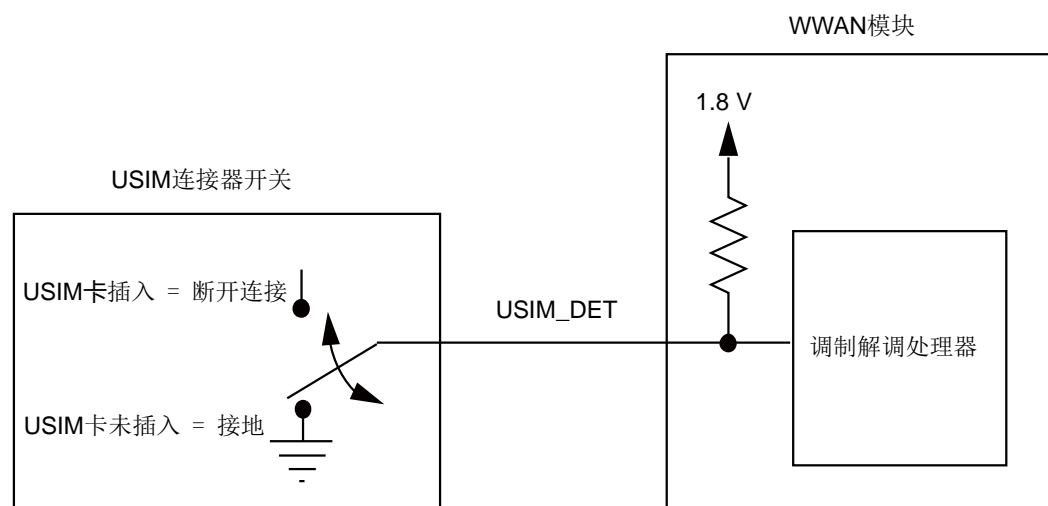 WWAN模块
1.8 V
USIM连接器开关
USIM卡插入 = 断开连接
USIM_DET
调制解调处理器
USIM卡未插入 = 接地